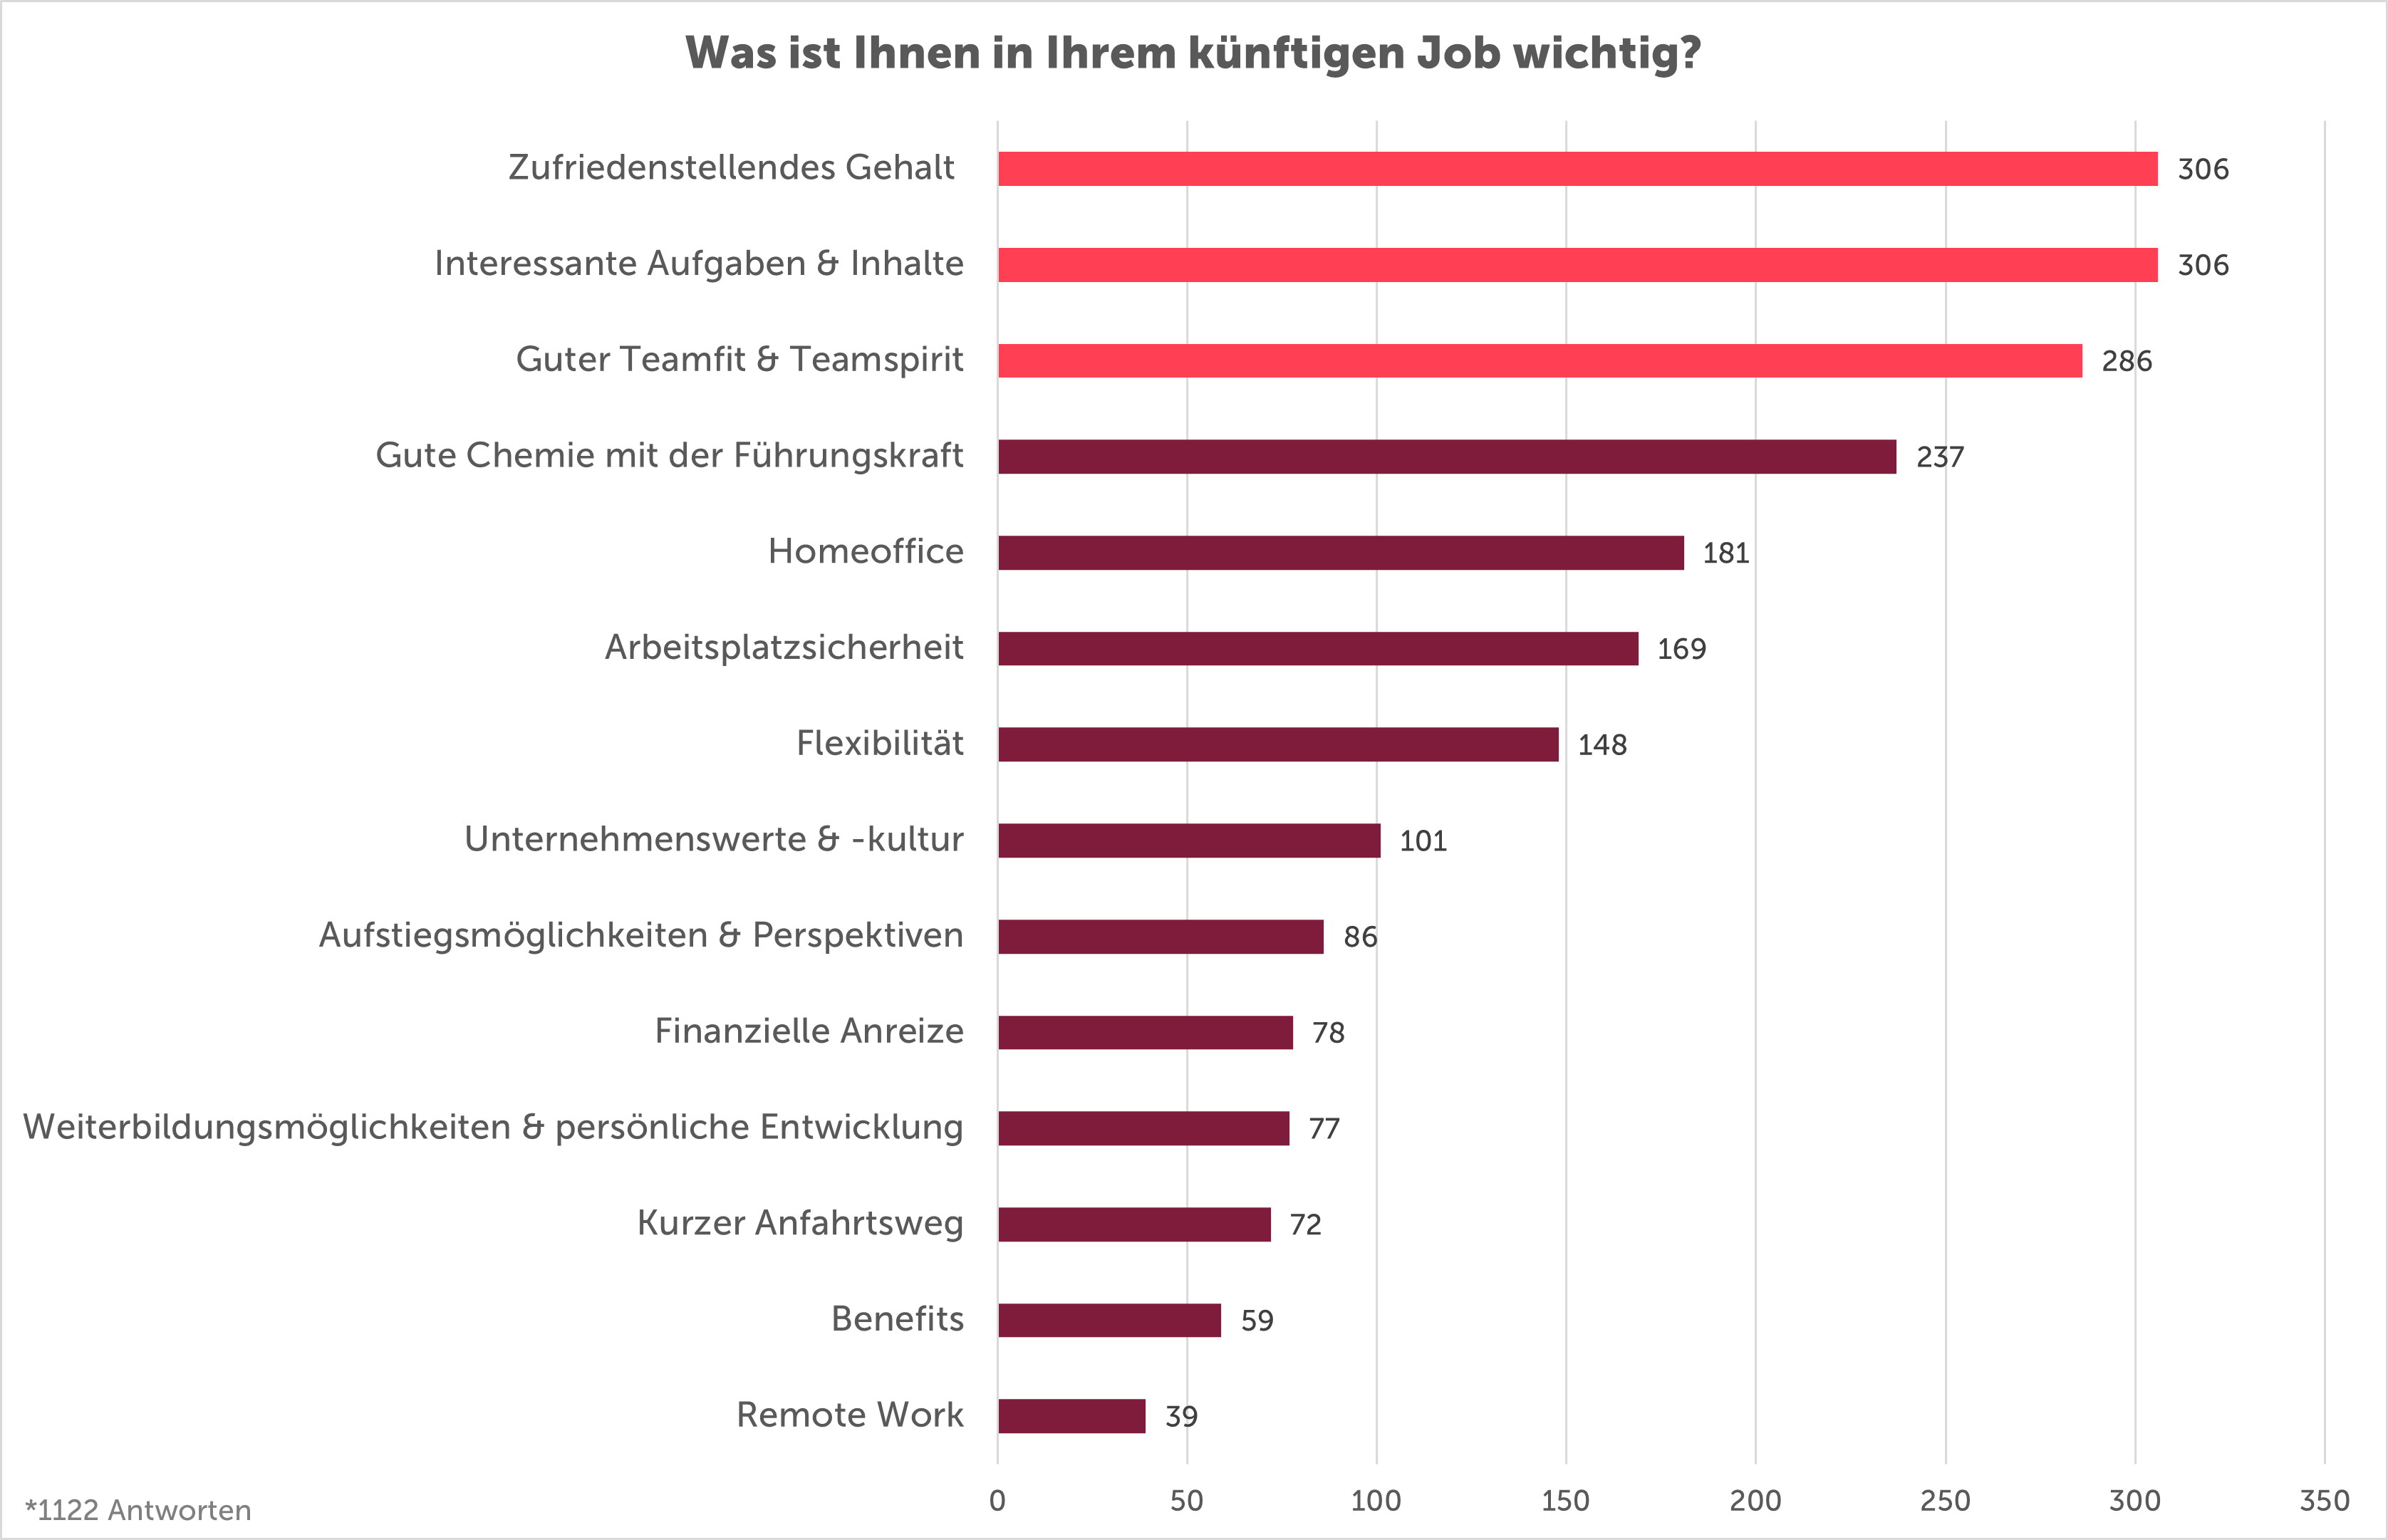 Was ist Ihnen in Ihrem künftigen Job wichtig?
Zufriedenstellendes Gehalt 306
Interessante Aufgaben & Inhalte 306
Guter Teamfit & Teamspirit 286
Gute Chemie mit der Führungskraft 237
Homeoffice 181
Arbeitsplatzsicherheit 169
Flexibilität 148
Unternehmenswerte & -kultur 101
Aufstiegsmöglichkeiten & Perspektiven 86
Finanzielle Anreize 78
Weiterbildungsmöglichkeiten & persönliche Entwicklung 77
Kurzer Anfahrtsweg 72
Benefits 59
Remote Work 39
0 50 100 150 200 250 300 350
*1122 Antworten